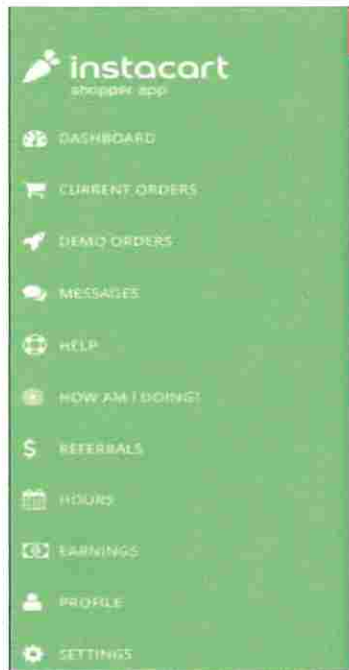 instacart
shopper app
DASHBOARD
CURRENT ORDERS
DEMO ORDERS
MESSAGES
HELP
HOW AM I DOING?
REFERRALS
HOURS
EARNINGS
PROFILE
SETTINGS